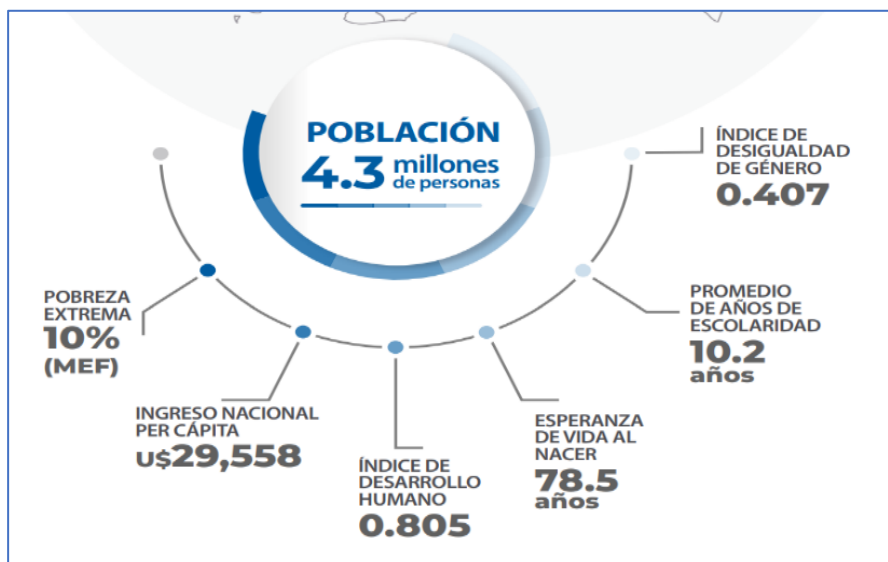 POBLACIÓN
4.3 millones
de personas
POBREZA
EXTREMA
10%
(MEF)
INGRESO NACIONAL
PER CÁPITA
U$29,558
ÍNDICE DE
DESARROLLO
HUMANO
0.805
ESPERANZA
DE VIDA AL
NACER
78.5
años
PROMEDIO
DE AÑOS DE
ESCOLARIDAD
10.2
años
ÍNDICE DE
DESIGUALDAD
DE GÉNERO
0.407